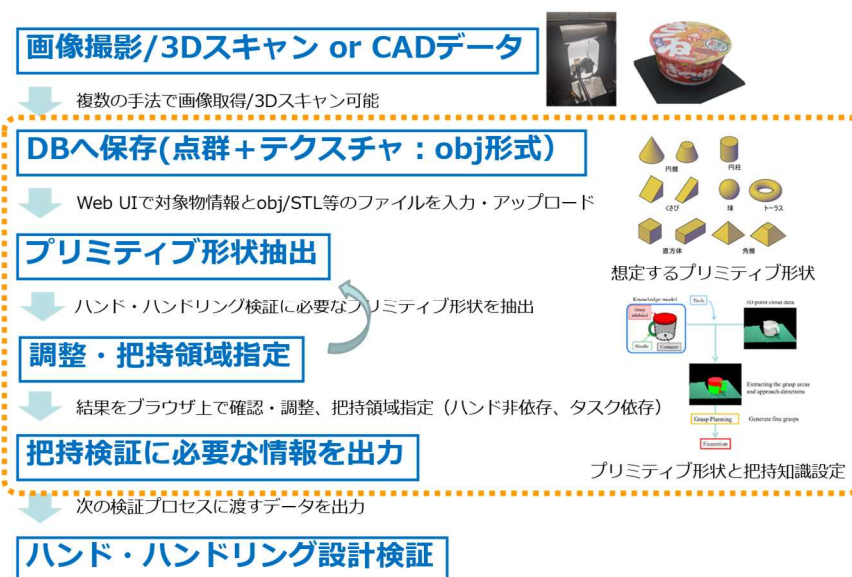 画像撮影/3Dスキャン or CADデータ
複数の手法で画像取得/3Dスキャン可能
DBへ保存(点群＋テクスチャ：obj形式）
Web UIで対象物情報とobj/STL等のファイルを入力・アップロード
プリミティブ形状抽出
ハンド・ハンドリング検証に必要なプリミティブ形状を抽出
調整・把持領域指定
結果をブラウザ上で確認・調整、把持領域指定（ハンド非依存、タスク依存）
把持検証に必要な情報を出力
次の検証プロセスに渡すデータを出力
ハンド・ハンドリング設計検証
円錐
円柱
くさび
球
トーラス
直方体
角錐
想定するプリミティブ形状
Knowledge model
Tools
3D point cloud data
Handle
Container
Extracting the grasp areas
and approach directions
Grasp Planning
Generate fine grasps
Execution
プリミティブ形状と把持知識設定